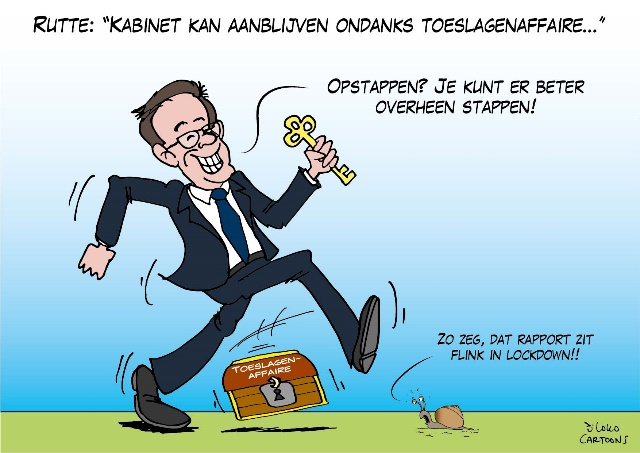 RUTTE: "KABINET KAN AANBLIJVEN ONDANKS TOESLAGENAFFAIRE..."
OPSTAPPEN? JE KUNT ER BETER
OVERHEEN STAPPEN!
ZO ZEG, DAT RAPPORT ZIT
FLINK IN LOCKDOWN!!
TOESLAGEN-
AFFAIRE
LOKO
CARTOONS